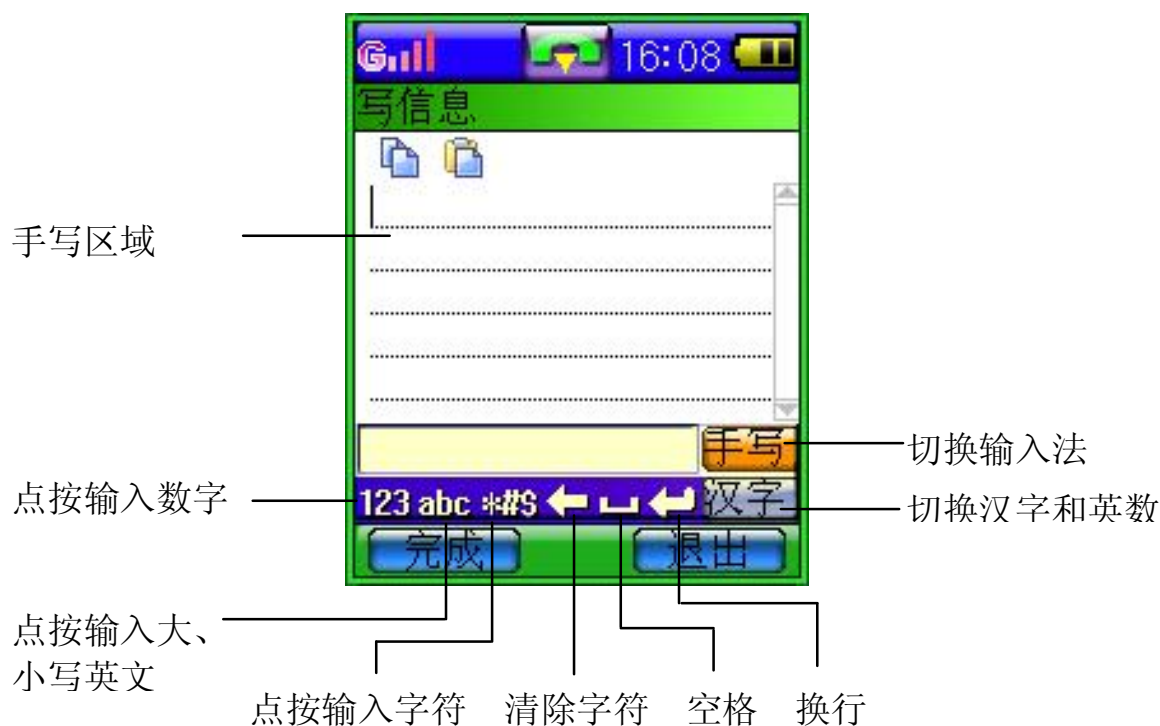 G 16:08
写信息
手写区域
手写
切换输入法
点按输入数字
123 abc *#$ 汉字
切换汉字和英数
完成 退出
点按输入大、
小写英文
点按输入字符 清除字符 空格 换行